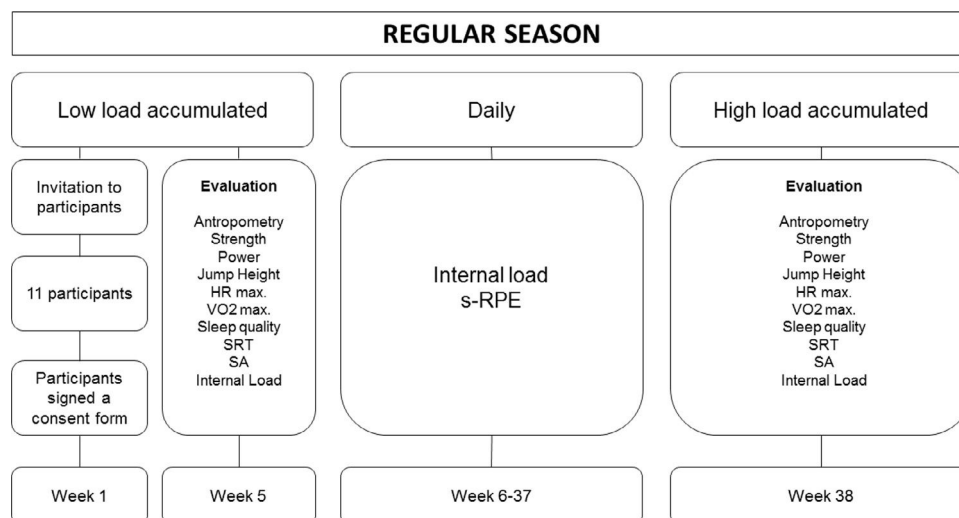 REGULAR SEASON
Low load accumulated
Daily
High load accumulated
Invitation to
participants
11 participants
Participants
signed a
consent form
Evaluation
Antropometry
Strength
Power
Jump Height
HR max.
VO2 max.
Sleep quality
SRT
SA
Internal Load
Internal load
s-RPE
Evaluation
Antropometry
Strength
Power
Jump Height
HR max.
VO2 max.
Sleep quality
SRT
SA
Internal Load
Week 1
Week 5
Week 6-37
Week 38